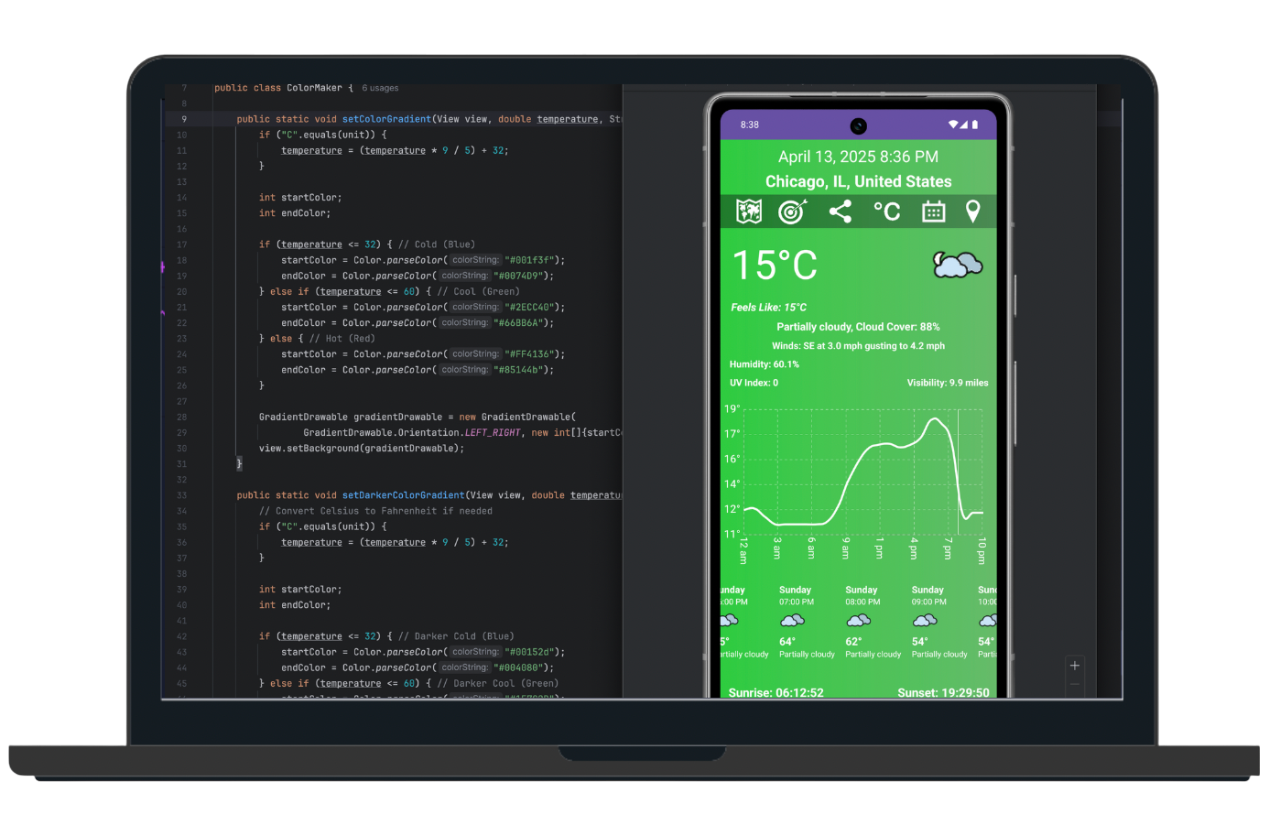 7 public class ColorMaker { 6 usages
8
9 public static void setColorGradient(View view, double temperature, St
10 if ("C".equals(unit)) {
11 temperature = (temperature * 9 / 5) + 32;
12 }
13
14 int startColor;
15 int endColor;
16
17 if (temperature <= 32) { // Cold (Blue)
18 startColor = Color.parseColor( colorString: "#001f3f");
19 endColor = Color.parseColor( colorString: "#0074D9");
20 } else if (temperature <= 60) { // Cool (Green)
21 startColor = Color.parseColor( colorString: "#2ECC40");
22 endColor = Color.parseColor( colorString: "#66BB6A");
23 } else { // Hot (Red)
24 startColor = Color.parseColor( colorString: "#FF4136");
25 endColor = Color.parseColor( colorString: "#85144b");
26 }
27
28 GradientDrawable gradientDrawable = new GradientDrawable(
29 GradientDrawable.Orientation.LEFT_RIGHT, new int[]{startCo
30 view.setBackground(gradientDrawable);
31 }
32
33 public static void setDarkerColorGradient(View view, double temperatu
34 // Convert Celsius to Fahrenheit if needed
35 if ("C".equals(unit)) {
36 temperature = (temperature * 9 / 5) + 32;
37 }
38
39 int startColor;
40 int endColor;
41
42 if (temperature <= 32) { // Darker Cold (Blue)
43 startColor = Color.parseColor( colorString: "#00152d");
44 endColor = Color.parseColor( colorString: "#004080");
45 } else if (temperature <= 60) { // Darker Cool (Green)
8:38
April 13, 2025 8:36 PM
Chicago, IL, United States
°C
15°C
Feels Like: 15°C
Partially cloudy, Cloud Cover: 88%
Winds: SE at 3.0 mph gusting to 4.2 mph
Humidity: 60.1%
UV Index: 0 Visibility: 9.9 miles
19°
17°
16°
14°
12°
11°
12 am 3 am 6 am 9 am 1 pm 4 pm 7 pm 10 pm
unday Sunday Sunday Sunday Sun
:00 PM 07:00 PM 08:00 PM 09:00 PM 10:00
5° 64° 62° 54° 54°
rtially cloudy Partially cloudy Partially cloudy Partially cloudy Parti
Sunrise: 06:12:52 Sunset: 19:29:50